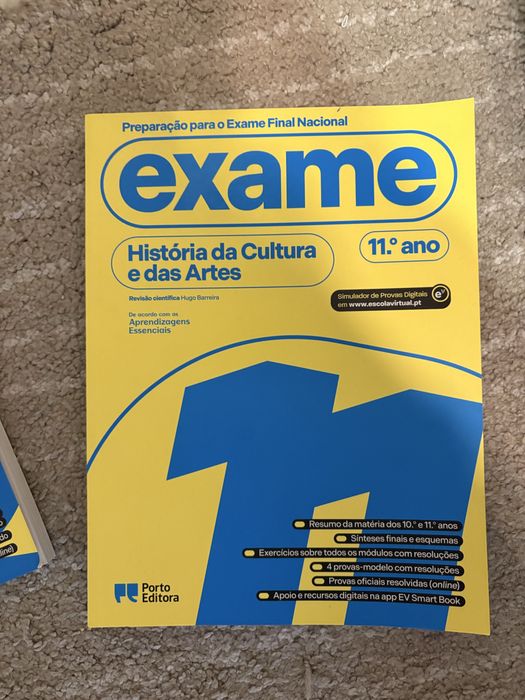 Preparação para o Exame Final Nacional
exame
História da Cultura
e das Artes
11.º ano
Revisão científica Hugo Barreira
Simulador de Provas Digitais
em www.escolavirtual.pt
e
De acordo com as
Aprendizagens
Essenciais
11
Resumo da matéria dos 10.º e 11.º anos
Sínteses finais e esquemas
Exercícios sobre todos os módulos com resoluções
4 provas-modelo com resoluções
Provas oficiais resolvidas (online)
Apoio e recursos digitais na app EV Smart Book
Porto
Editora